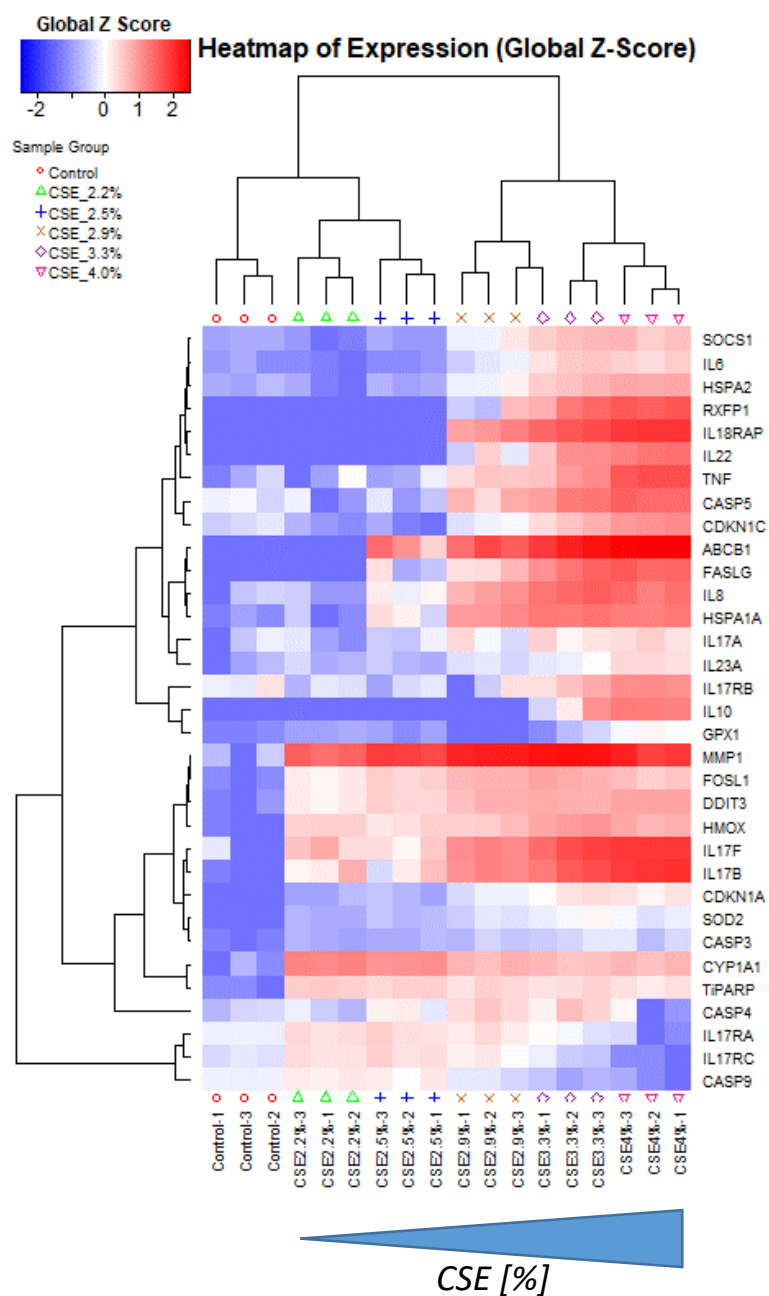 Global Z Score
Heatmap of Expression (Global Z-Score)
-2 0 1 2
Sample Group
Control
CSE_2.2%
CSE_2.5%
CSE_2.9%
CSE_3.3%
CSE_4.0%
SOCS1
IL6
HSPA2
RXFP1
IL18RAP
IL22
TNF
CASP5
CDKN1C
ABCB1
FASLG
IL8
HSPA1A
IL17A
IL23A
IL17RB
IL10
GPX1
MMP1
FOSL1
DDIT3
HMOX
IL17F
IL17B
CDKN1A
SOD2
CASP3
CYP1A1
TiPARP
CASP4
IL17RA
IL17RC
CASP9
Control-1
Control-3
Control-2
CSE2.2%-3
CSE2.2%-1
CSE2.2%-2
CSE2.5%-3
CSE2.5%-2
CSE2.5%-1
CSE2.9%-1
CSE2.9%-2
CSE2.9%-3
CSE3.3%-1
CSE3.3%-2
CSE3.3%-3
CSE4%-3
CSE4%-2
CSE4%-1
CSE [%]